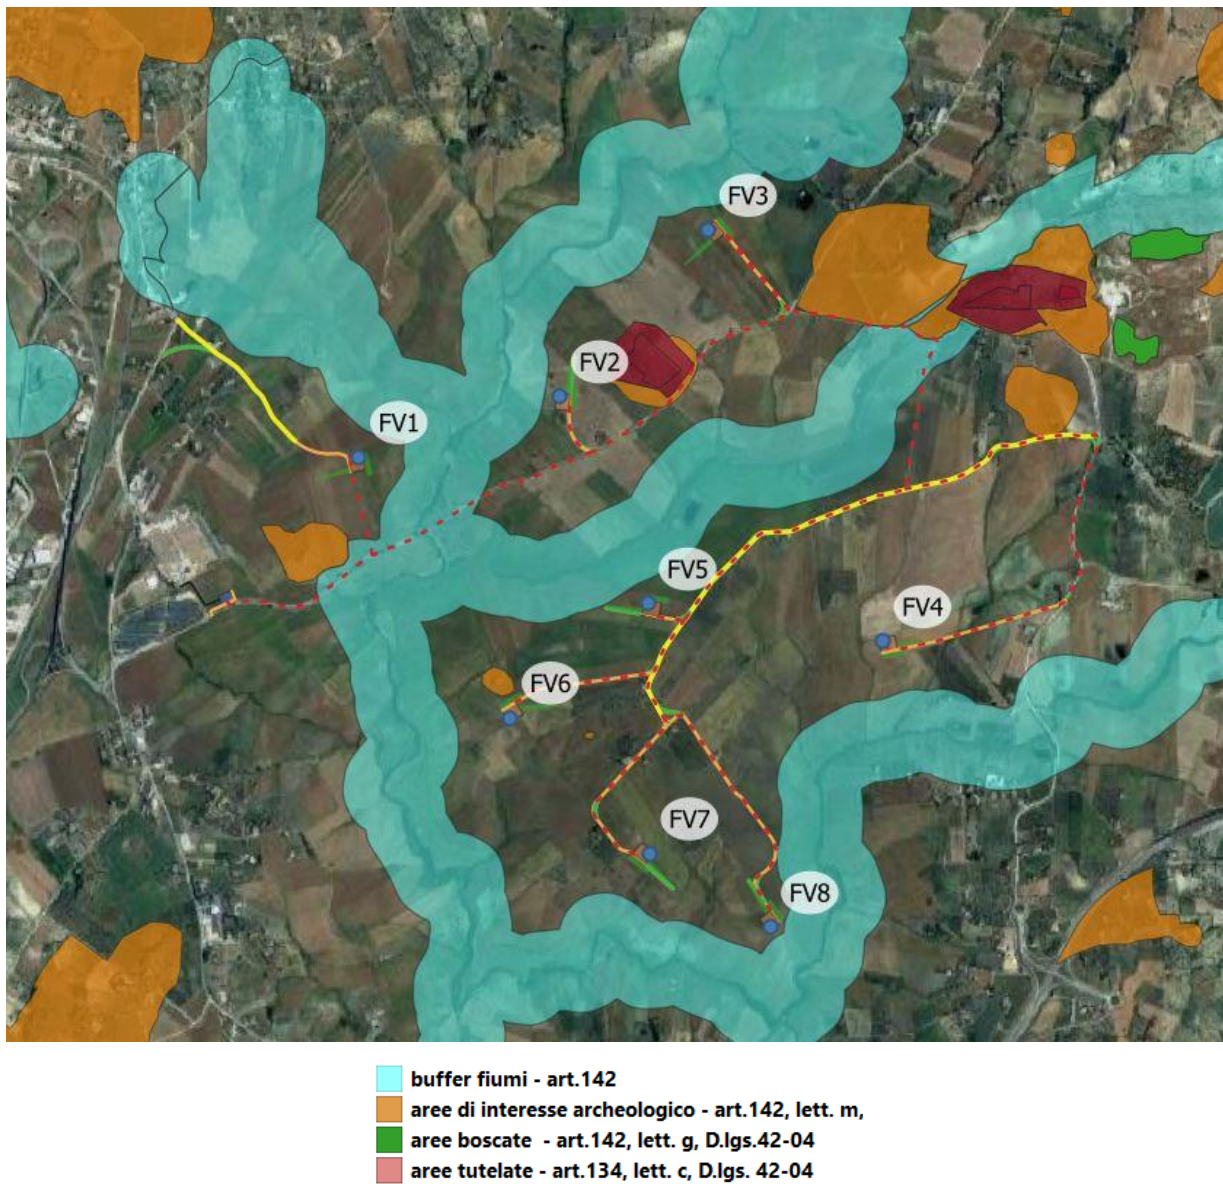 FV3
FV2
FV1
FV5
FV4
FV6
FV7
FV8
buffer fiumi - art.142
aree di interesse archeologico - art.142, lett. m,
aree boscate - art.142, lett. g, D.lgs.42-04
aree tutelate - art.134, lett. c, D.lgs. 42-04